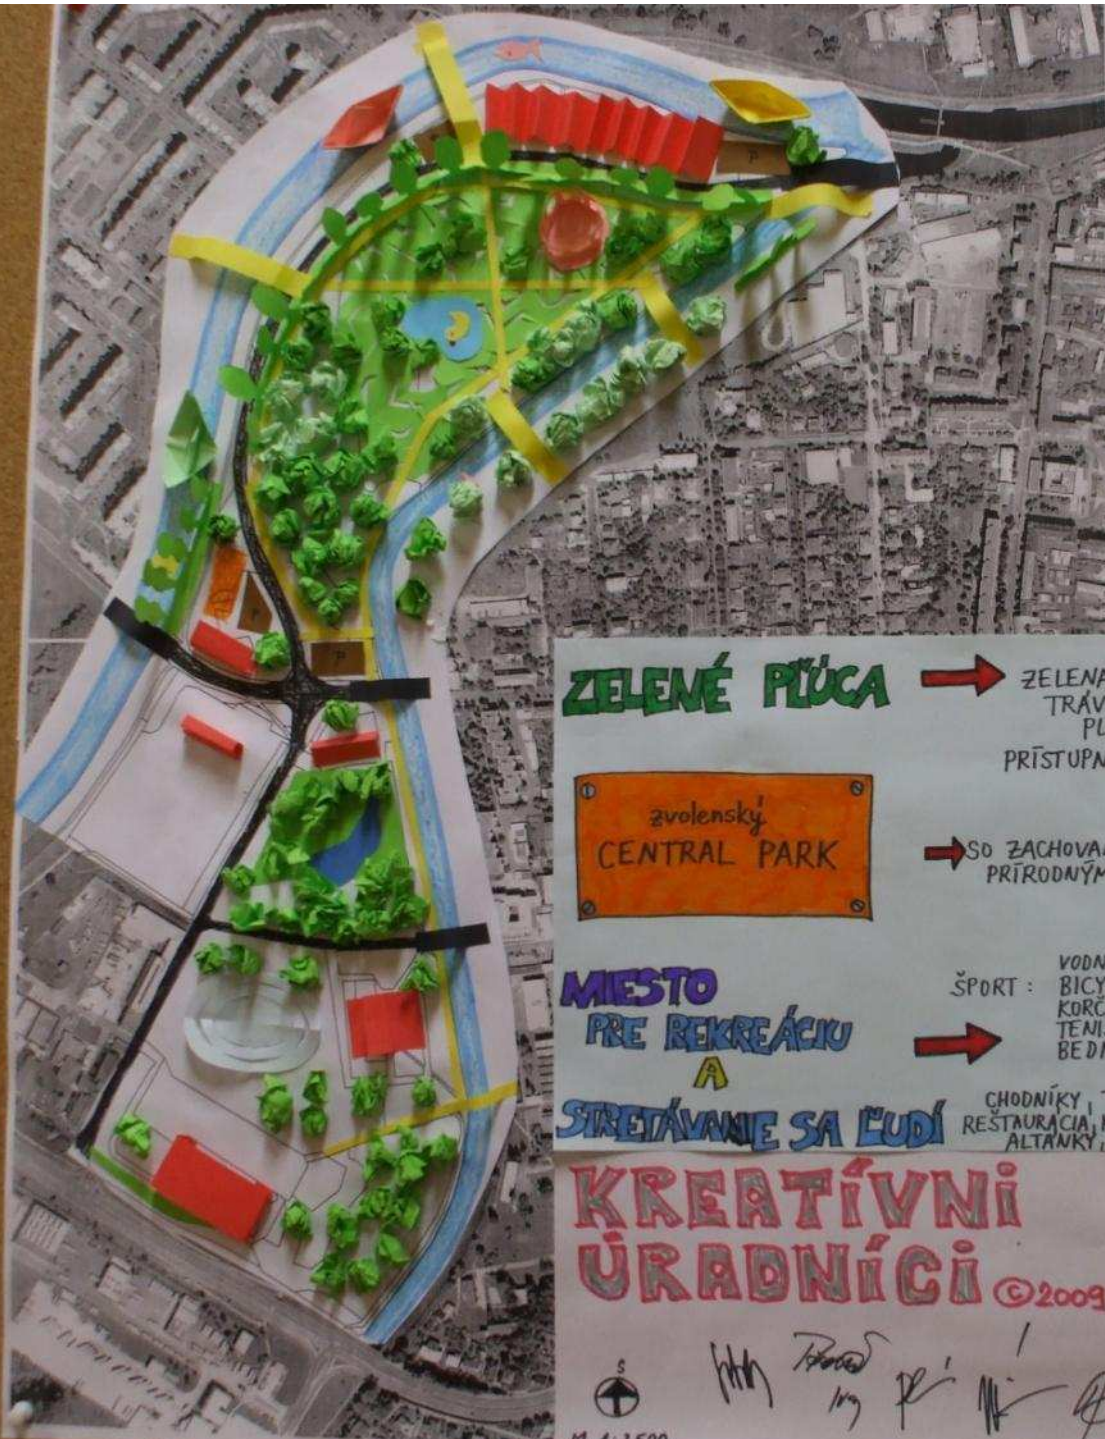 P
P
P
ZELENÉ PĽÚCA
ZELENÁ
TRÁV
PL
PRÍSTUPN
zvolenský
CENTRAL PARK
SO ZACHOVA
PRÍRODNÝM
MIESTO
PRE REKREÁCIU
A
STRETÁVANIE SA ĽUDÍ
ŠPORT:
VODN
BICY
KORČ
TENI
BEDM
CHODNÍKY,
REŠTAURÁCIA,
ALTÁNKY,
KREATÍVNI
ÚRADNÍCI ©2009
S